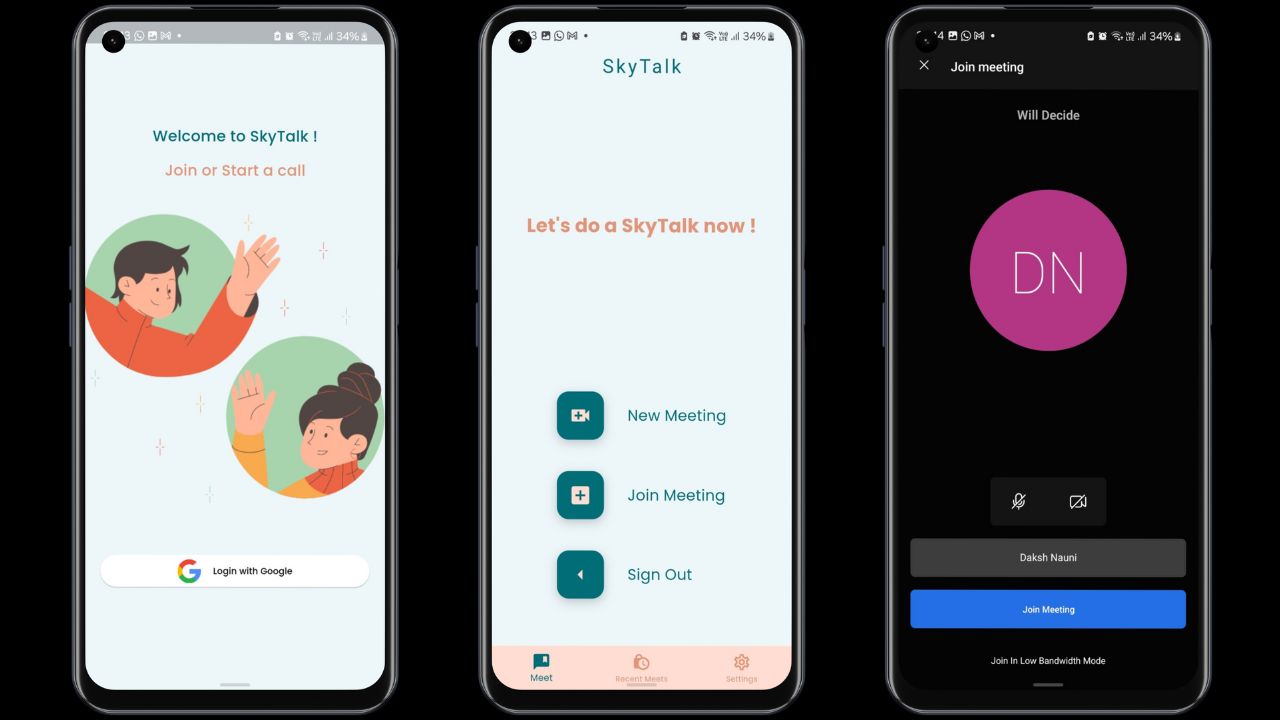 34%
Welcome to SkyTalk !
Join or Start a call
Login with Google
34%
SkyTalk
Let's do a SkyTalk now !
New Meeting
Join Meeting
Sign Out
Meet
Recent Meets
Settings
34%
Join meeting
Will Decide
DN
Daksh Nauni
Join Meeting
Join In Low Bandwidth Mode